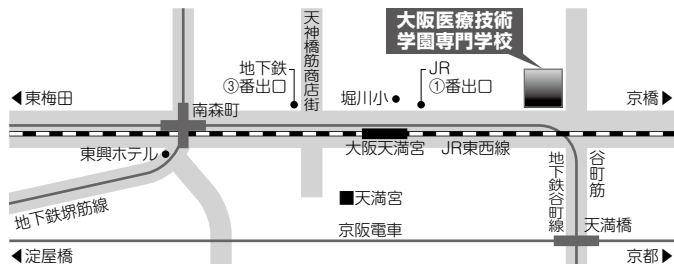 大阪医療技術
学園専門学校
天神橋筋商店街
地下鉄
③番出口
JR
①番出口
堀川小
◀東梅田
京橋▶
南森町
東興ホテル
大阪天満宮
JR東西線
地下鉄谷町線
谷町筋
地下鉄堺筋線
■天満宮
天満橋
京阪電車
◀淀屋橋
京都▶